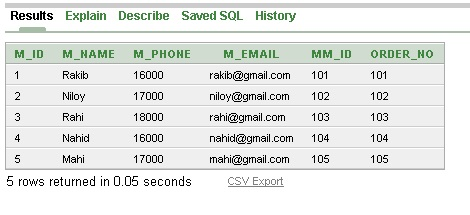 Results Explain Describe Saved SQL History
M_ID M_NAME M_PHONE M_EMAIL MM_ID ORDER_NO
1 Rakib 16000 rakib@gmail.com 101 101
2 Niloy 17000 niloy@gmail.com 102 102
3 Rahi 18000 rahi@gmail.com 103 103
4 Nahid 16000 nahid@gmail.com 104 104
5 Mahi 17000 mahi@gmail.com 105 105
5 rows returned in 0.05 seconds CSV Export